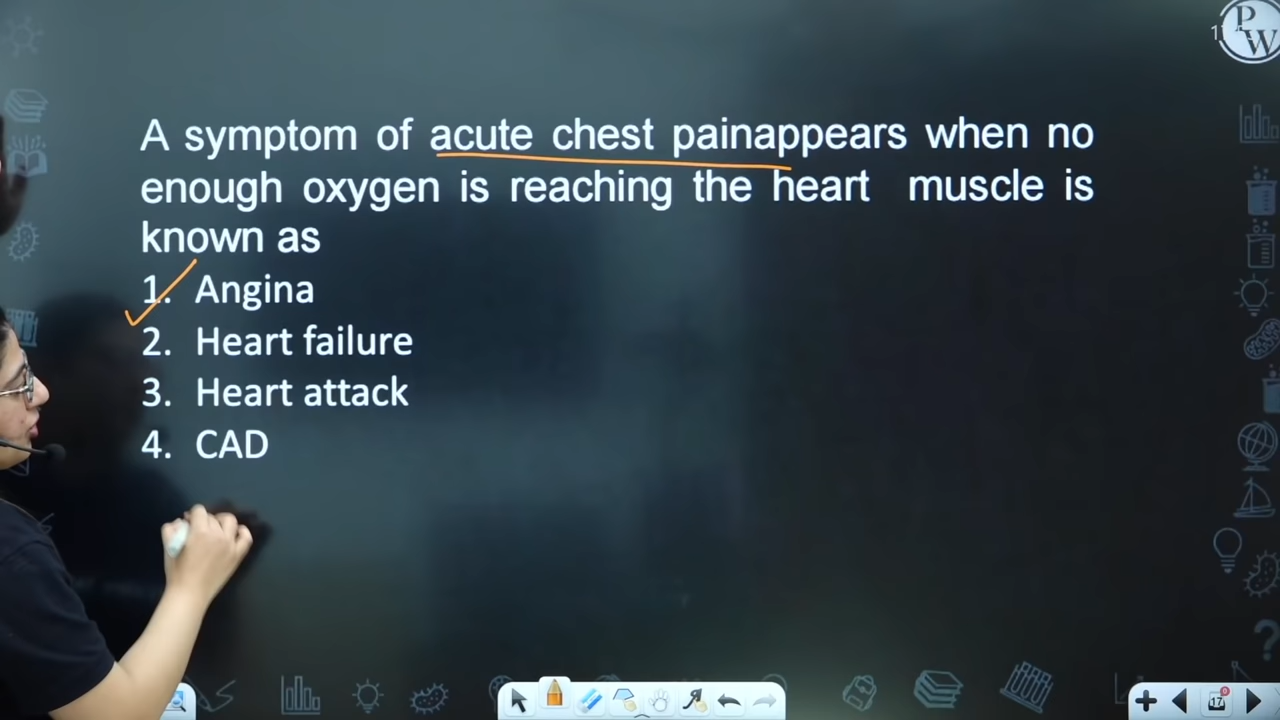 P
W
A symptom of acute chest painappears when no
enough oxygen is reaching the heart muscle is
known as
1. Angina
2. Heart failure
3. Heart attack
4. CAD
17